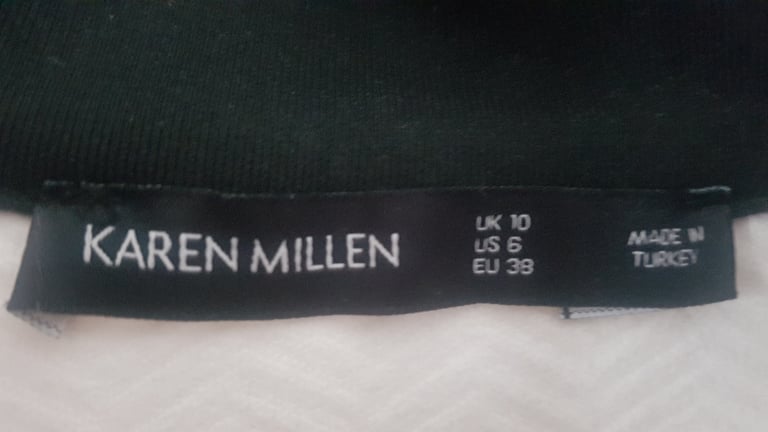 KAREN MILLEN
UK 10
US 6
EU 38
MADE IN
TURKEY